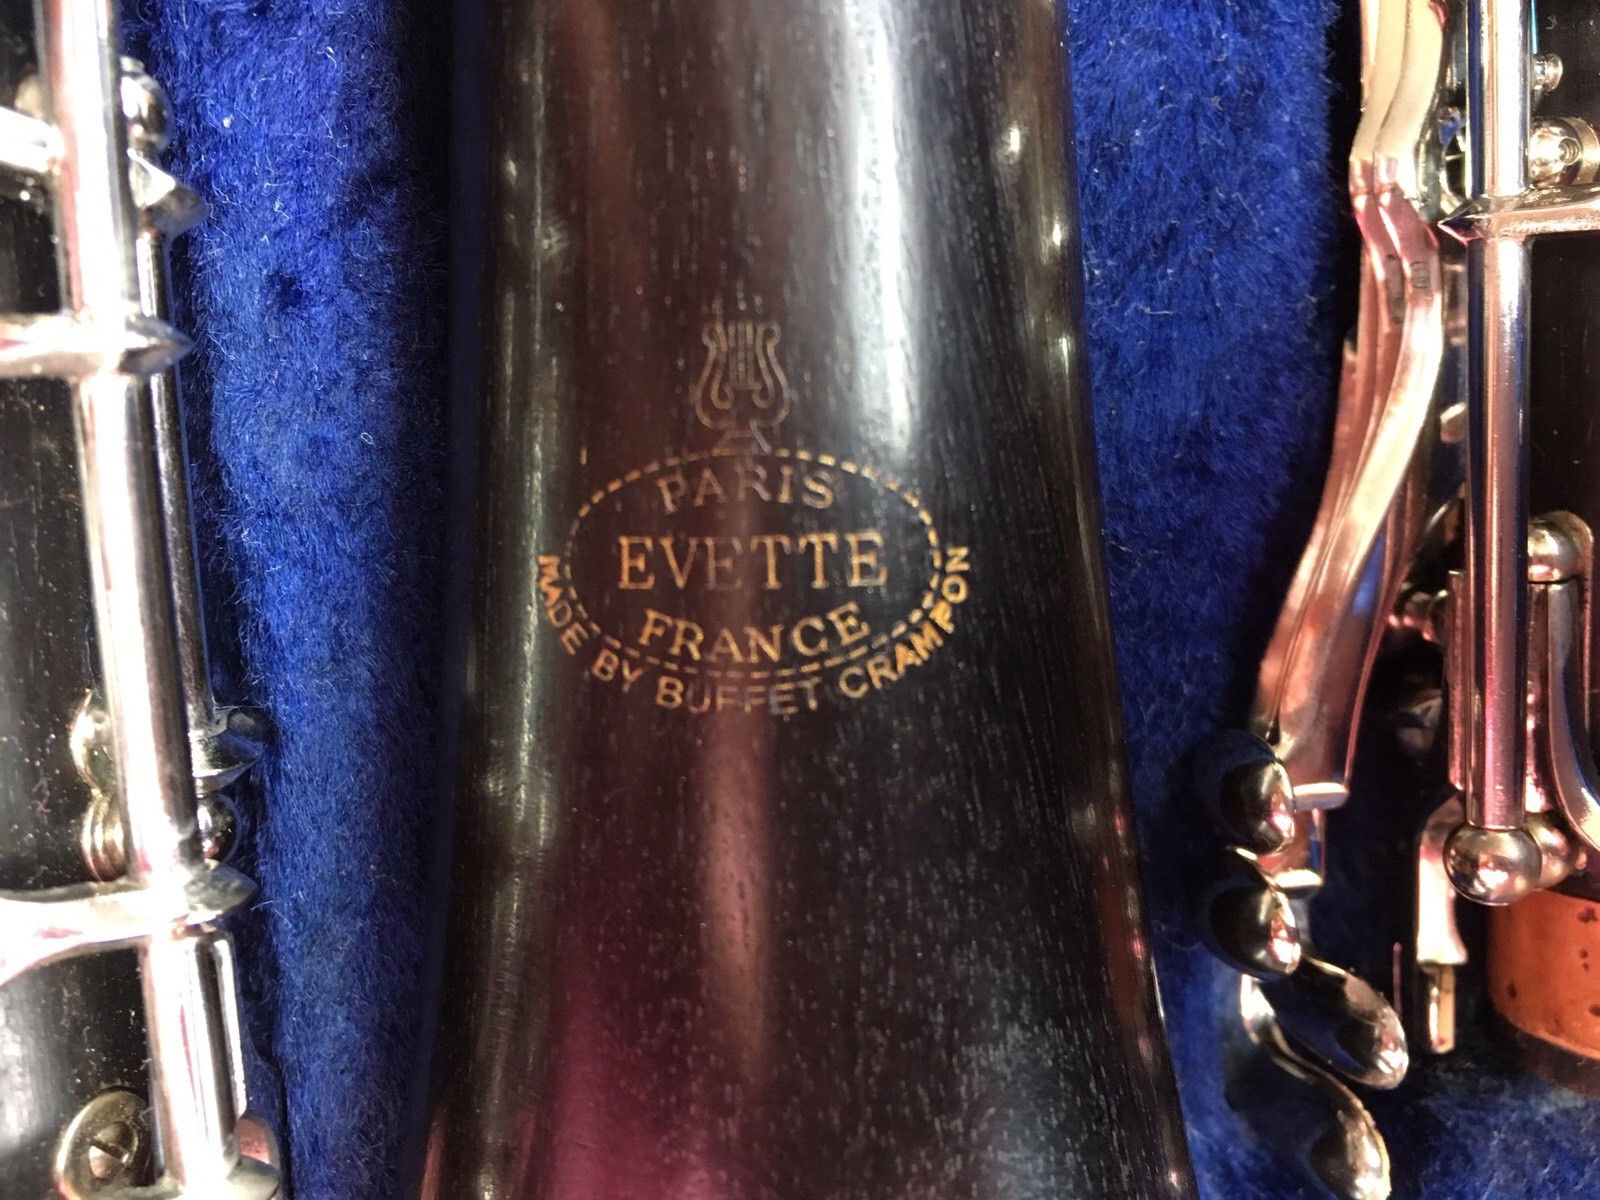 PARIS
EVETTE
FRANCE
MADE BY BUFFET CRAMPON